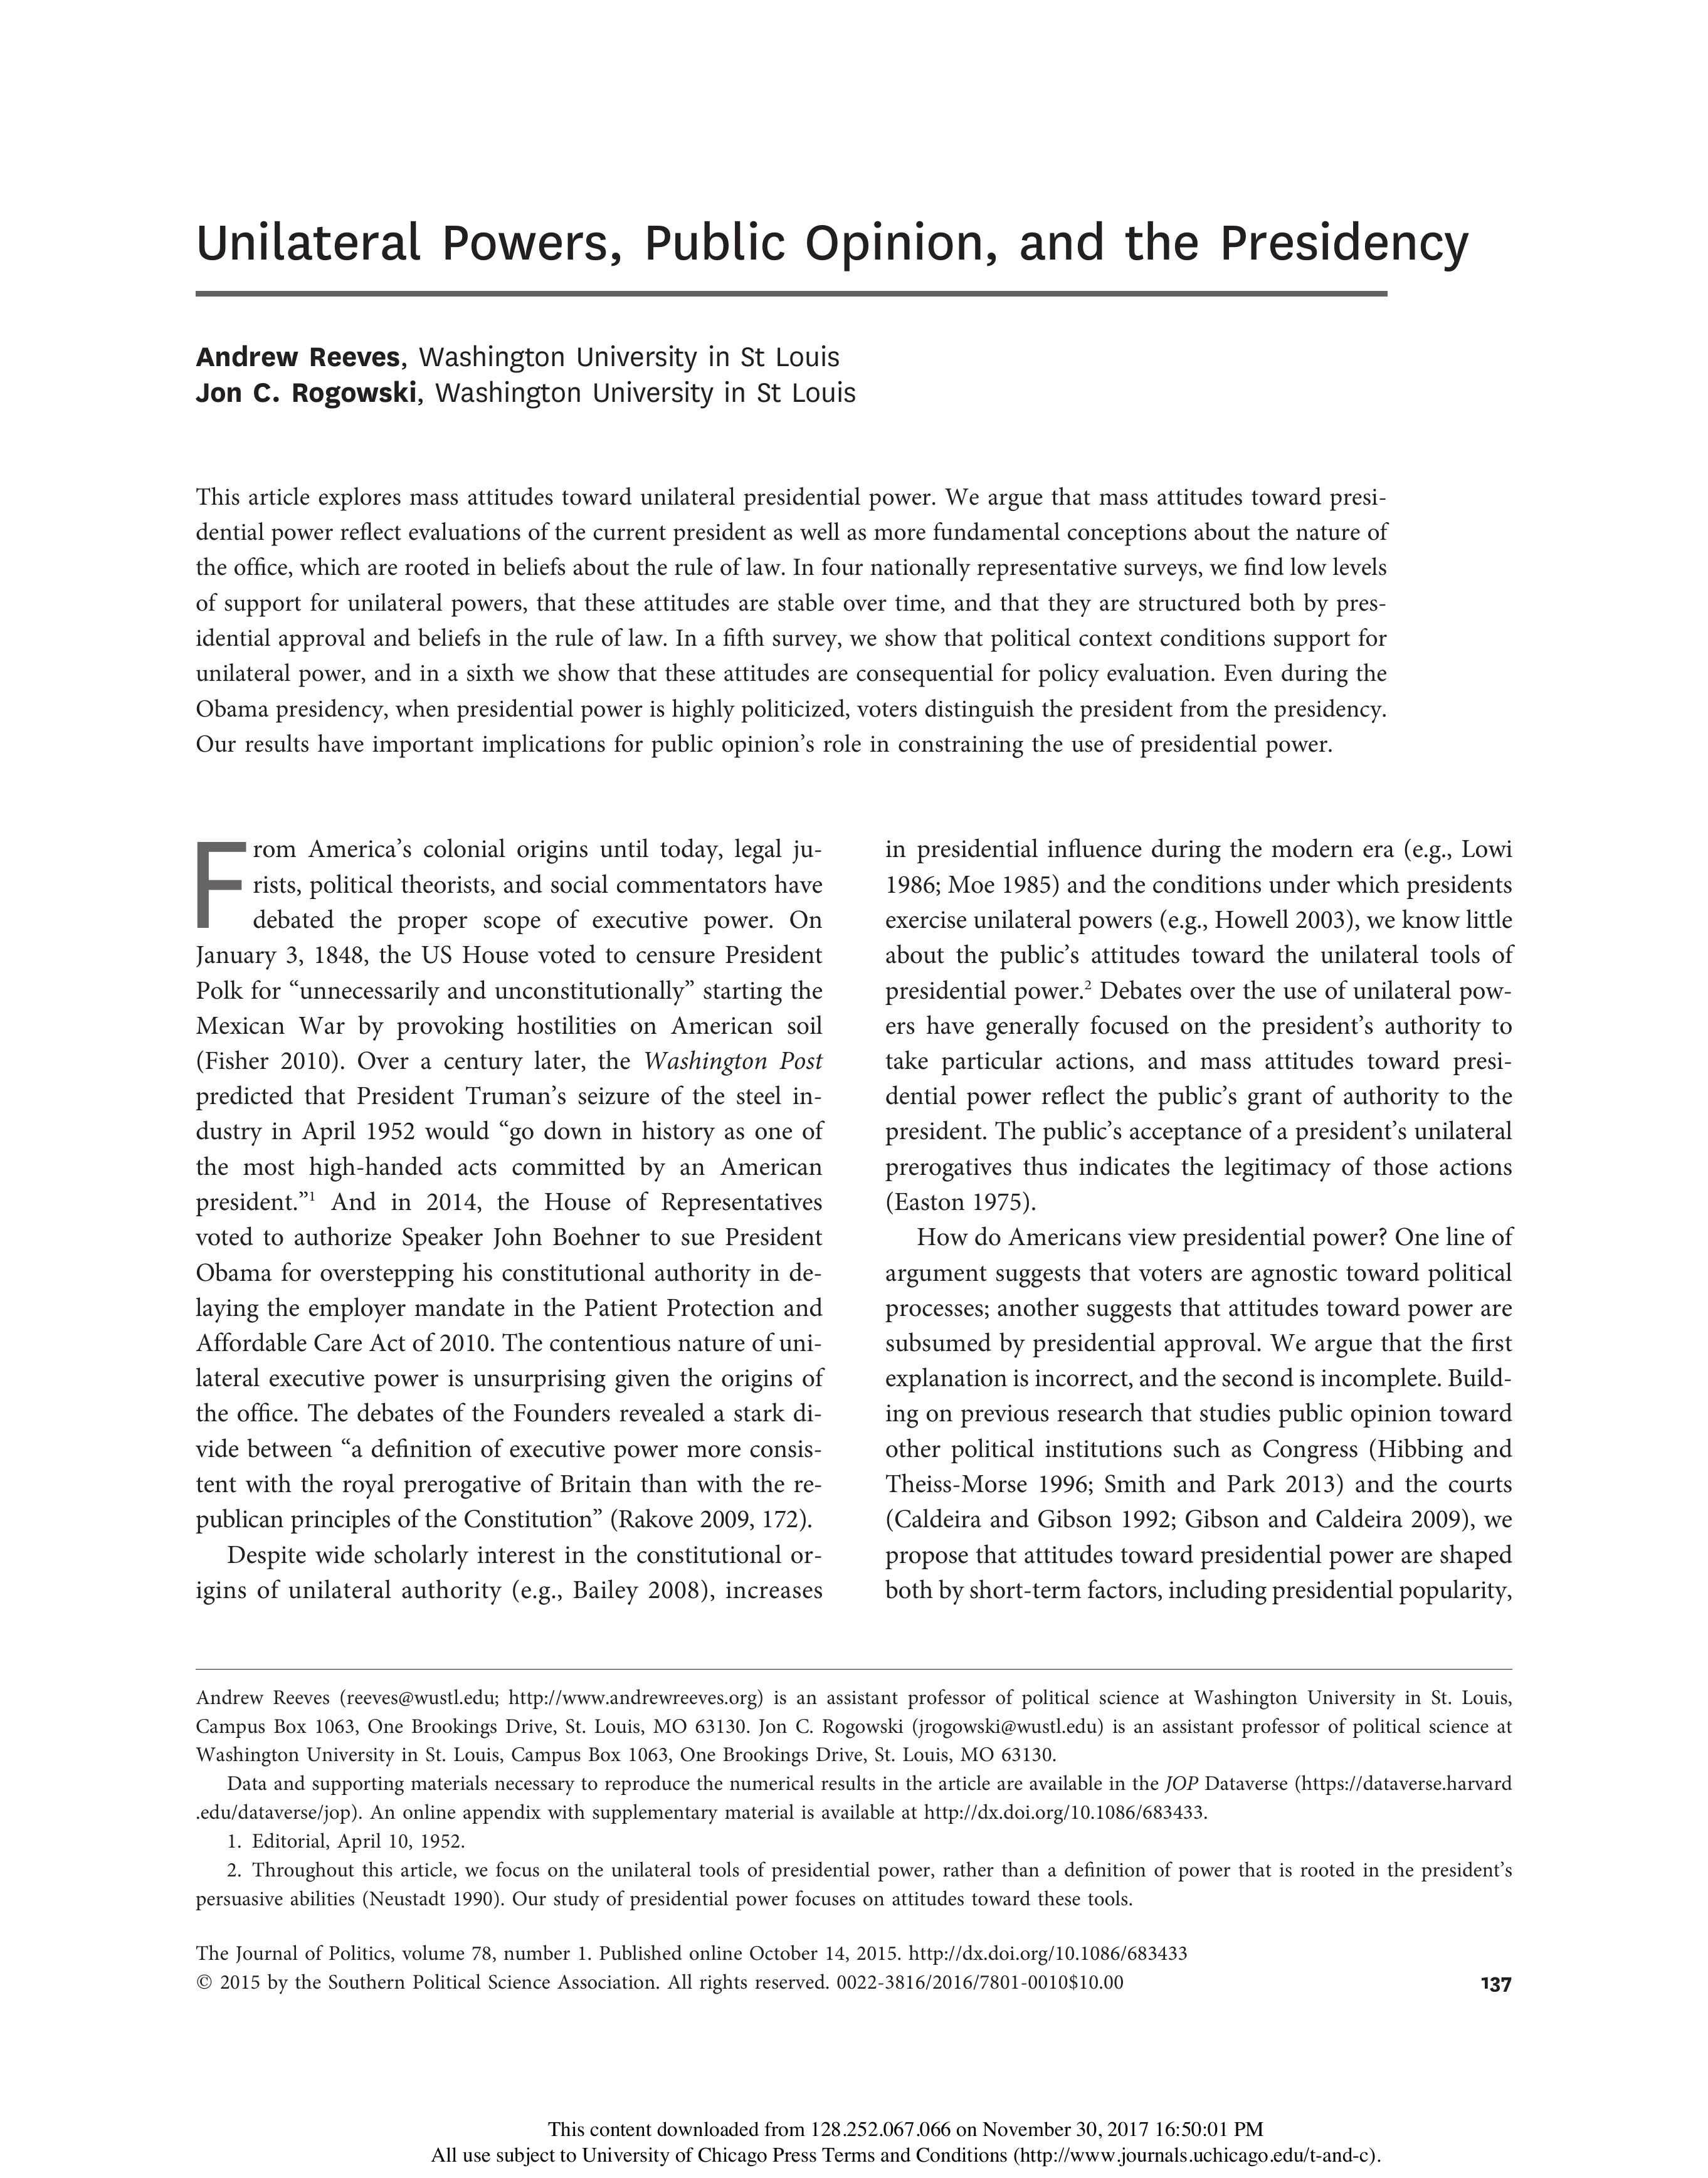 Unilateral Powers, Public Opinion, and the Presidency
Andrew Reeves, Washington University in St Louis
Jon C. Rogowski, Washington University in St Louis
This article explores mass attitudes toward unilateral presidential power. We argue that mass attitudes toward presi-
dential power reflect evaluations of the current president as well as more fundamental conceptions about the nature of
the office, which are rooted in beliefs about the rule of law. In four nationally representative surveys, we find low levels
of support for unilateral powers, that these attitudes are stable over time, and that they are structured both by pres-
idential approval and beliefs in the rule of law. In a fifth survey, we show that political context conditions support for
unilateral power, and in a sixth we show that these attitudes are consequential for policy evaluation. Even during the
Obama presidency, when presidential power is highly politicized, voters distinguish the president from the presidency.
Our results have important implications for public opinion’s role in constraining the use of presidential power.
From America’s colonial origins until today, legal ju-
rists, political theorists, and social commentators have
debated the proper scope of executive power. On
January 3, 1848, the US House voted to censure President
Polk for “unnecessarily and unconstitutionally” starting the
Mexican War by provoking hostilities on American soil
(Fisher 2010). Over a century later, the Washington Post
predicted that President Truman’s seizure of the steel in-
dustry in April 1952 would “go down in history as one of
the most high-handed acts committed by an American
president.”1 And in 2014, the House of Representatives
voted to authorize Speaker John Boehner to sue President
Obama for overstepping his constitutional authority in de-
laying the employer mandate in the Patient Protection and
Affordable Care Act of 2010. The contentious nature of uni-
lateral executive power is unsurprising given the origins of
the office. The debates of the Founders revealed a stark di-
vide between “a definition of executive power more consis-
tent with the royal prerogative of Britain than with the re-
publican principles of the Constitution” (Rakove 2009, 172).
Despite wide scholarly interest in the constitutional or-
igins of unilateral authority (e.g., Bailey 2008), increases
in presidential influence during the modern era (e.g., Lowi
1986; Moe 1985) and the conditions under which presidents
exercise unilateral powers (e.g., Howell 2003), we know little
about the public’s attitudes toward the unilateral tools of
presidential power.2 Debates over the use of unilateral pow-
ers have generally focused on the president’s authority to
take particular actions, and mass attitudes toward presi-
dential power reflect the public’s grant of authority to the
president. The public’s acceptance of a president’s unilateral
prerogatives thus indicates the legitimacy of those actions
(Easton 1975).
How do Americans view presidential power? One line of
argument suggests that voters are agnostic toward political
processes; another suggests that attitudes toward power are
subsumed by presidential approval. We argue that the first
explanation is incorrect, and the second is incomplete. Build-
ing on previous research that studies public opinion toward
other political institutions such as Congress (Hibbing and
Theiss-Morse 1996; Smith and Park 2013) and the courts
(Caldeira and Gibson 1992; Gibson and Caldeira 2009), we
propose that attitudes toward presidential power are shaped
both by short-term factors, including presidential popularity,
Andrew Reeves (reeves@wustl.edu; http://www.andrewreeves.org) is an assistant professor of political science at Washington University in St. Louis,
Campus Box 1063, One Brookings Drive, St. Louis, MO 63130. Jon C. Rogowski (jrogowski@wustl.edu) is an assistant professor of political science at
Washington University in St. Louis, Campus Box 1063, One Brookings Drive, St. Louis, MO 63130.
Data and supporting materials necessary to reproduce the numerical results in the article are available in the JOP Dataverse (https://dataverse.harvard
.edu/dataverse/jop). An online appendix with supplementary material is available at http://dx.doi.org/10.1086/683433.
1. Editorial, April 10, 1952.
2. Throughout this article, we focus on the unilateral tools of presidential power, rather than a definition of power that is rooted in the president’s
persuasive abilities (Neustadt 1990). Our study of presidential power focuses on attitudes toward these tools.
The Journal of Politics, volume 78, number 1. Published online October 14, 2015. http://dx.doi.org/10.1086/683433
© 2015 by the Southern Political Science Association. All rights reserved. 0022-3816/2016/7801-0010$10.00
137
This content downloaded from 128.252.067.066 on November 30, 2017 16:50:01 PM
All use subject to University of Chicago Press Terms and Conditions (http://www.journals.uchicago.edu/t-and-c).